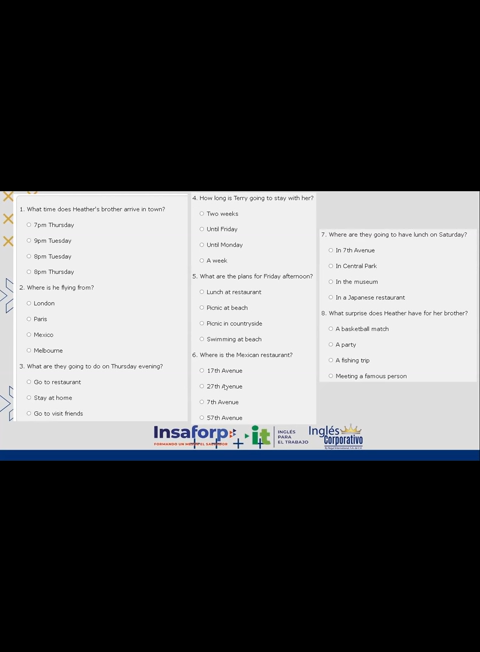 1. What time does Heather's brother arrive in town?
7pm Thursday
9pm Tuesday
8pm Tuesday
8pm Thursday
2. Where is he flying from?
London
Paris
Mexico
Melbourne
3. What are they going to do on Thursday evening?
Go to restaurant
Stay at home
Go to visit friends
4. How long is Terry going to stay with her?
Two weeks
Until Friday
Until Monday
A week
5. What are the plans for Friday afternoon?
Lunch at restaurant
Picnic at beach
Picnic in countryside
Swimming at beach
6. Where is the Mexican restaurant?
17th Avenue
27th Avenue
7th Avenue
57th Avenue
7. Where are they going to have lunch on Saturday?
In 7th Avenue
In Central Park
In the museum
In a Japanese restaurant
8. What surprise does Heather have for her brother?
A basketball match
A party
A fishing trip
Meeting a famous person
Insaforp
it
INGLÉS
PARA
EL TRABAJO
Inglés
Corporativo